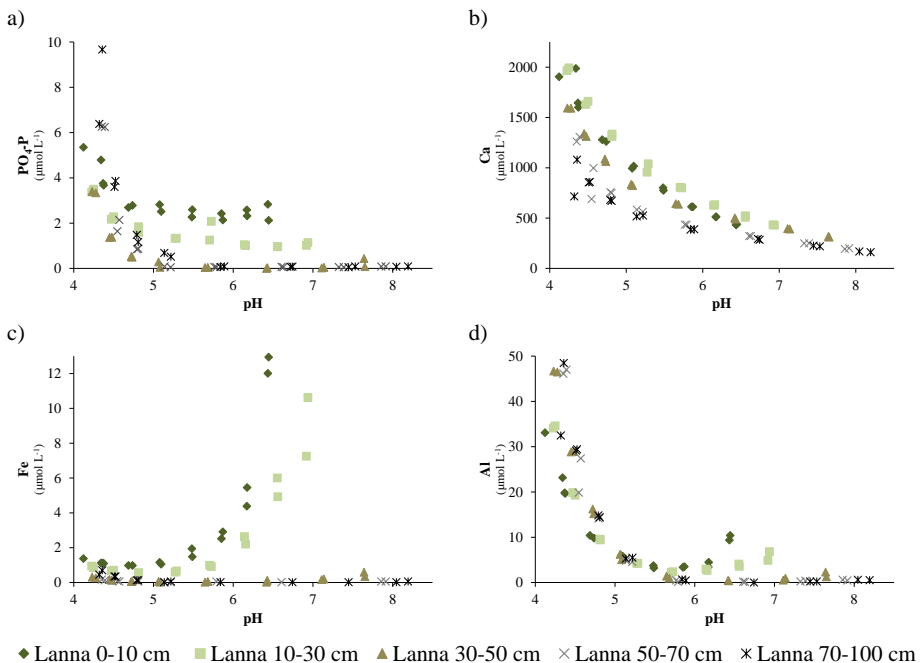 a)
10
8
6
4
2
0
PO4-P
(µmol L-1)
4 5 6 7 8
pH
b)
2000
1500
1000
500
0
Ca
(µmol L-1)
4 5 6 7 8
pH
c)
12
10
8
6
4
2
0
Fe
(µmol L-1)
4 5 6 7 8
pH
d)
50
40
30
20
10
0
Al
(µmol L-1)
4 5 6 7 8
pH
Lanna 0-10 cm Lanna 10-30 cm Lanna 30-50 cm Lanna 50-70 cm Lanna 70-100 cm